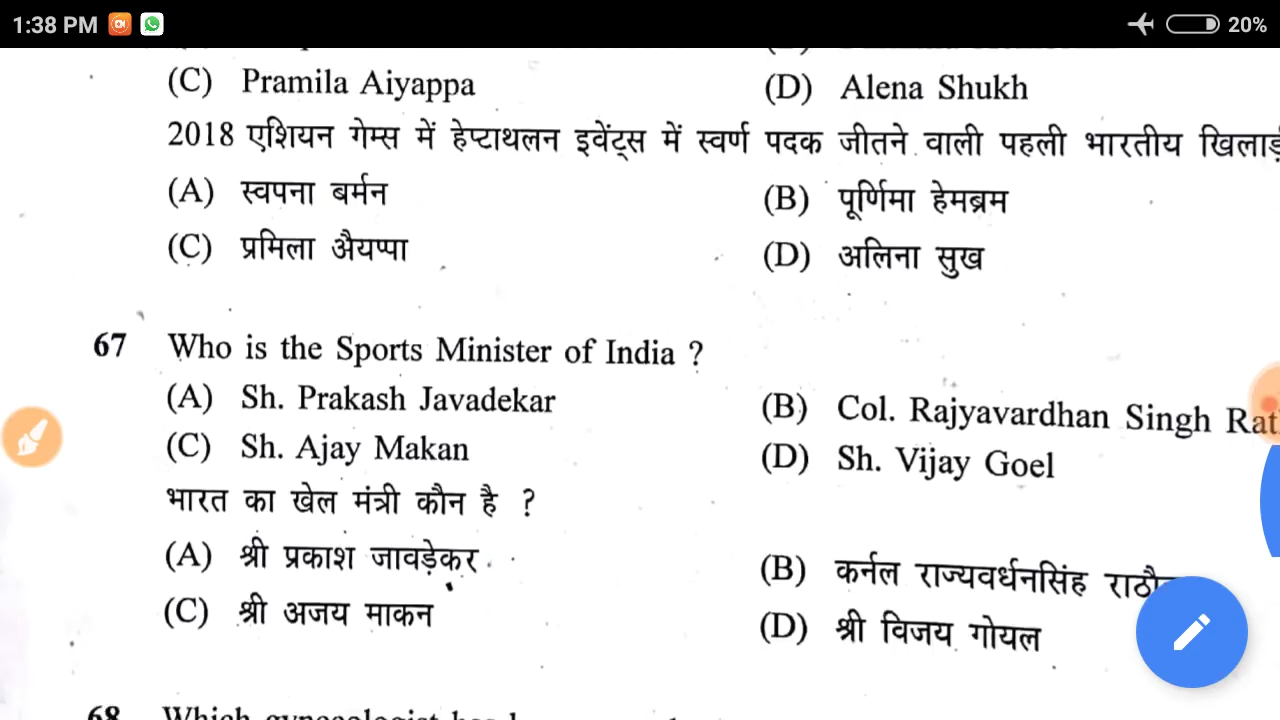 1:38 PM 20%
(C) Pramila Aiyappa (D) Alena Shukh
2018 एशियन गेम्स में हेप्टाथलन इवेंट्स में स्वर्ण पदक जीतने वाली पहली भारतीय
(A) स्वपना बर्मन (B) पूर्णिमा हेमब्रम
(C) प्रमिला अैयप्पा (D) अलिना सुख
67 Who is the Sports Minister of India ?
(A) Sh. Prakash Javadekar (B) Col. Rajyavardhan Singh
(C) Sh. Ajay Makan (D) Sh. Vijay Goel
भारत का खेल मंत्री कौन है ?
(A) श्री प्रकाश जावड़ेकर (B) कर्नल राज्यवर्धनसिंह
(C) श्री अजय माकन (D) श्री विजय गोयल
68 Which